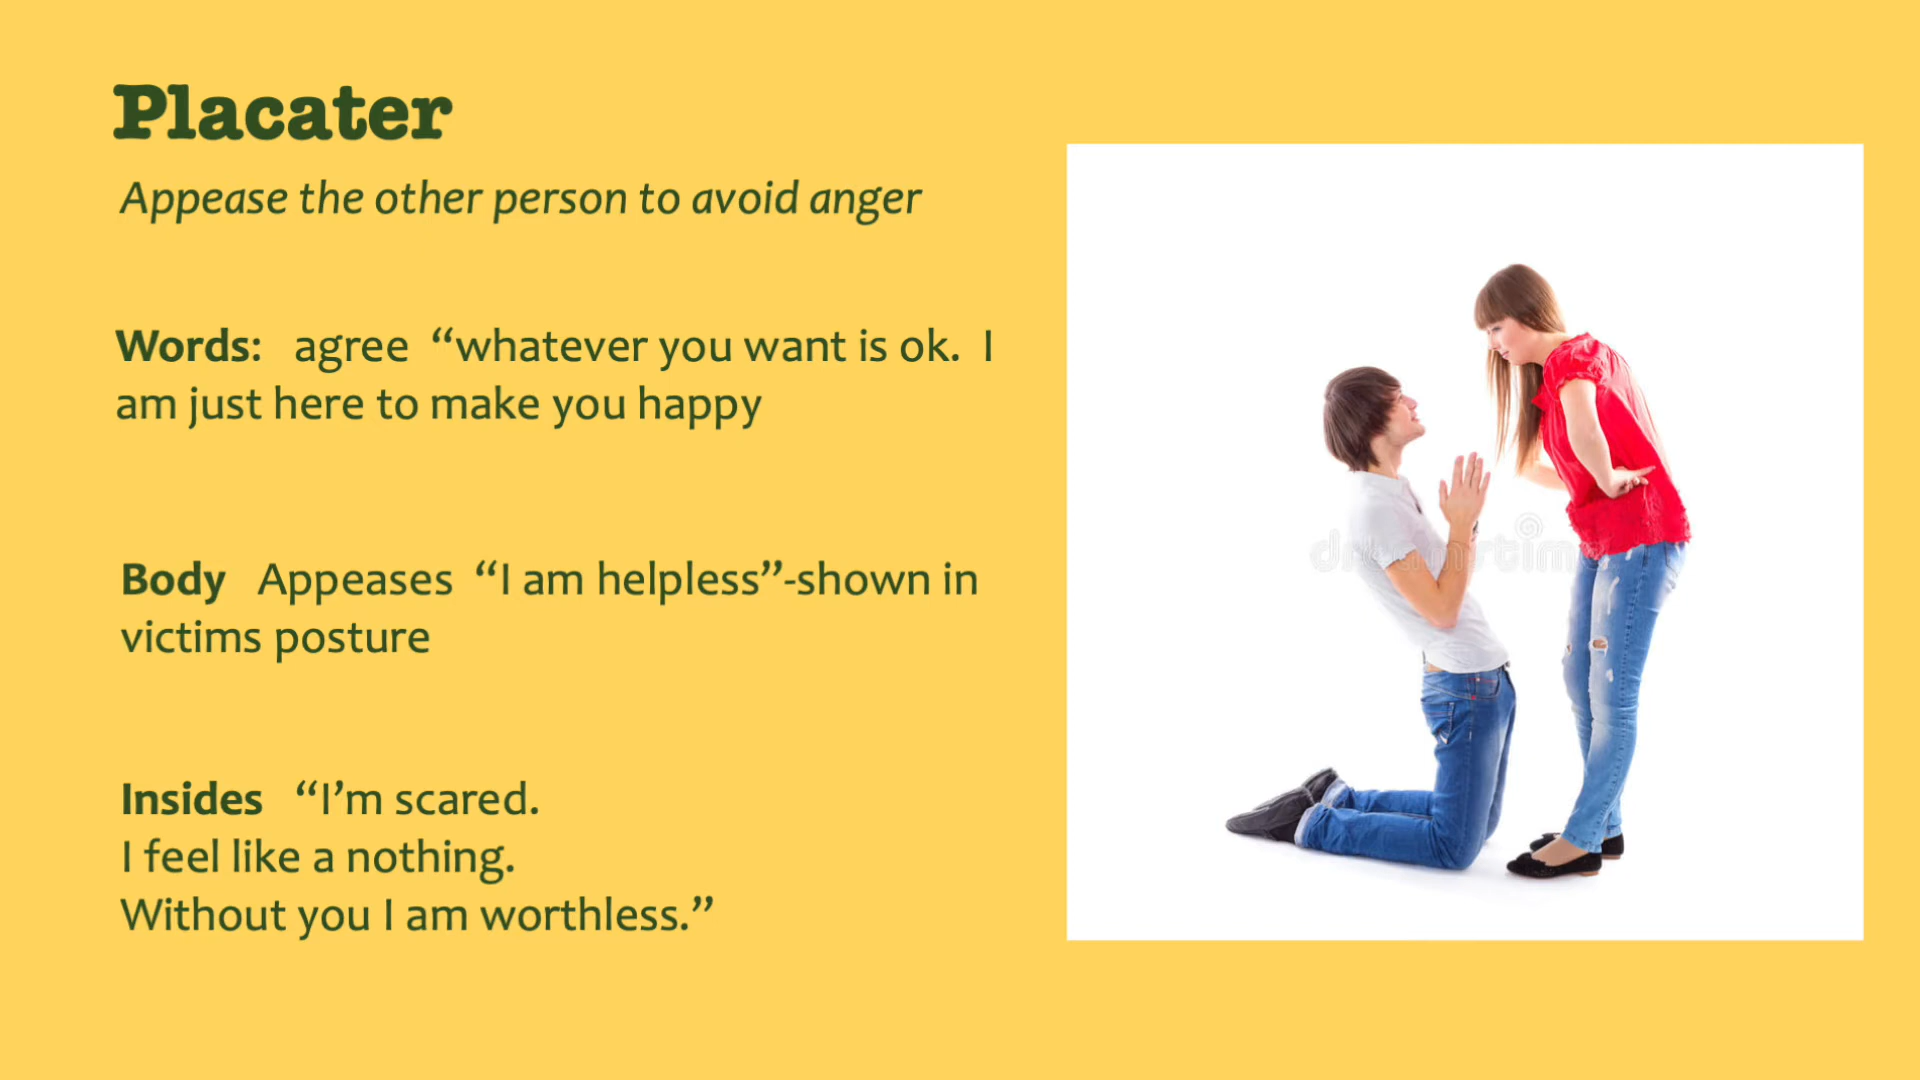 Placater
Appease the other person to avoid anger
Words: agree “whatever you want is ok. I
am just here to make you happy
Body Appeases “I am helpless”-shown in
victims posture
Insides “I’m scared.
I feel like a nothing.
Without you I am worthless.”
dreamstime